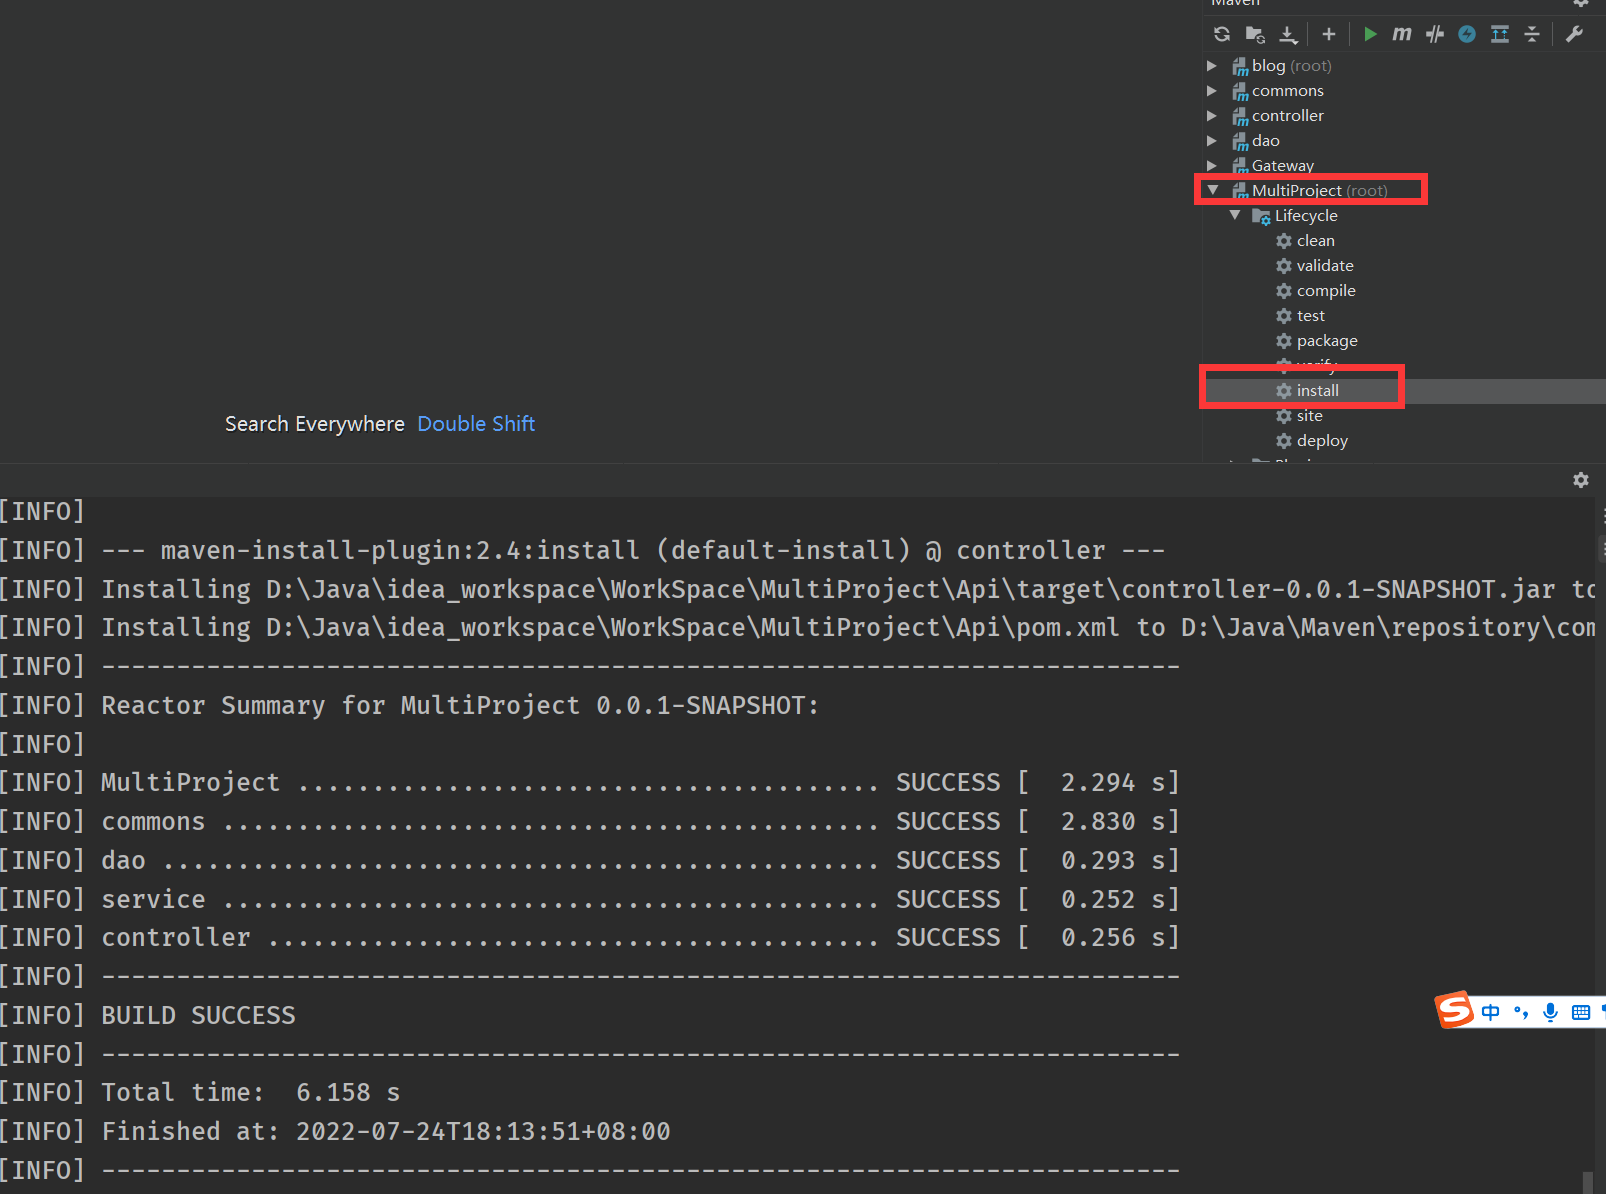 Maven
blog (root)
commons
controller
dao
Gateway
MultiProject (root)
Lifecycle
clean
validate
compile
test
package
verify
install
site
deploy
Search Everywhere Double Shift
[INFO]
[INFO] --- maven-install-plugin:2.4:install (default-install) @ controller ---
[INFO] Installing D:\Java\idea_workspace\WorkSpace\MultiProject\Api\target\controller-0.0.1-SNAPSHOT.jar to
[INFO] Installing D:\Java\idea_workspace\WorkSpace\MultiProject\Api\pom.xml to D:\Java\Maven\repository\com
[INFO] ------------------------------------------------------------------------
[INFO] Reactor Summary for MultiProject 0.0.1-SNAPSHOT:
[INFO]
[INFO] MultiProject ....................................... SUCCESS [  2.294 s]
[INFO] commons ............................................ SUCCESS [  2.830 s]
[INFO] dao ................................................ SUCCESS [  0.293 s]
[INFO] service ............................................ SUCCESS [  0.252 s]
[INFO] controller ......................................... SUCCESS [  0.256 s]
[INFO] ------------------------------------------------------------------------
[INFO] BUILD SUCCESS
[INFO] ------------------------------------------------------------------------
[INFO] Total time:  6.158 s
[INFO] Finished at: 2022-07-24T18:13:51+08:00
[INFO] ------------------------------------------------------------------------
中